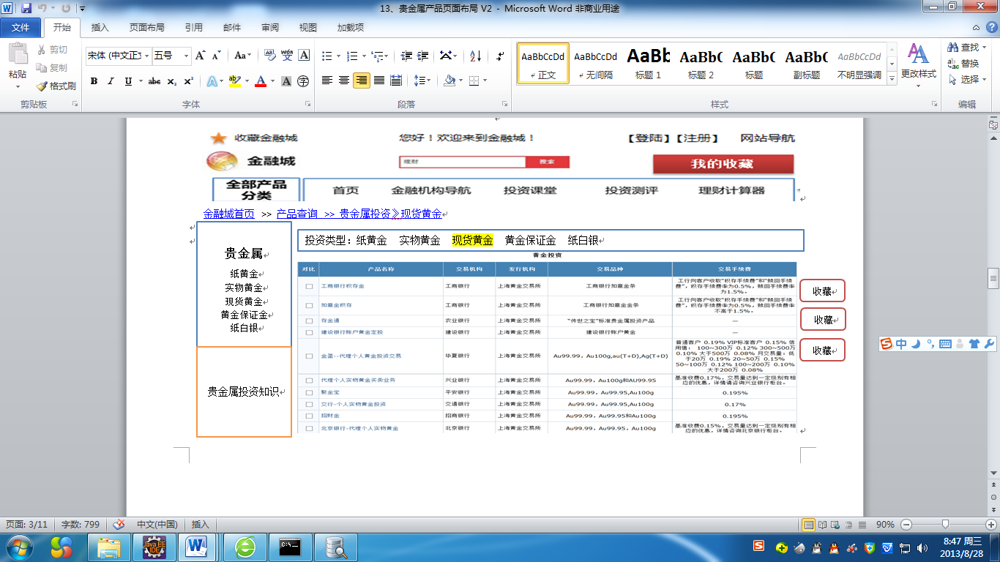 13、贵金属产品页面布局 V2 - Microsoft Word 非商业用途
文件 开始 插入 页面布局 引用 邮件 审阅 视图 加载项
粘贴 剪切 复制 格式刷
宋体 (中文正文 五号
AaBbCcDd AaBbCcDd AaBb AaBbC AaBbC AaBbC AaBbCcDd
正文 无间隔 标题 1 标题 2 标题 副标题 不明显强调
更改样式
查找 替换 选择
剪贴板 字体 段落 样式 编辑
收藏金融城 您好！欢迎来到金融城！ 【登陆】【注册】 网站导航
金融城 理财 搜索 我的收藏
全部产品分类 首页 金融机构导航 投资课堂 投资测评 理财计算器
金融城首页 >> 产品查询 >> 贵金属投资》现货黄金
贵金属
纸黄金
实物黄金
现货黄金
黄金保证金
纸白银
贵金属投资知识
投资类型：纸黄金 实物黄金 现货黄金 黄金保证金 纸白银
黄金投资
对比 产品名称 交易机构 发行机构 交易品种 交易手续费
工商银行积存金 工商银行 上海黄金交易所 工商银行如意金条 工行向客户收取“积存手续费”和“赎回手续费”，积存手续费率为0.5%，赎回手续费率为1.5%。
如意金积存 工商银行 上海黄金交易所 工商银行如意金条 工行向客户收取“积存手续费”和“赎回手续费”，积存手续费率为0.5%，赎回手续费率不高于1.5%。
存金通 农业银行 上海黄金交易所 “传世之宝”标准贵金属投资产品 —
建设银行账户黄金定投 建设银行 上海黄金交易所 建设银行账户黄金 —
金盈--代理个人黄金投资交易 华夏银行 上海黄金交易所 Au99.99，Au100g,au(T+D),Ag(T+D) 普通客户 0.19% VIP标准客户 0.15% 信用值： 100~300万 0.12% 300~500万 0.10% 大于500万 0.08% 月交易量：低于20万 0.19% 20~50万 0.15% 50~100万 0.12% 100~200万 0.10% 大于200万 0.08%
代理个人实物黄金买卖业务 兴业银行 上海黄金交易所 Au99.99，Au100g和AU99.95 基准收费0.17%，交易量达到一定级别有相应的优惠，详情请咨询兴业银行柜台。
聚金宝 平安银行 上海黄金交易所 Au99.99，Au99.95,Au100g 0.195%
交行-个人实物黄金投资 交通银行 上海黄金交易所 Au99.99，Au99.95,Au100g 0.17%
招财金 招商银行 上海黄金交易所 Au99.99，Au99.95和Au100g 0.195%
北京银行-代理个人实物黄金 北京银行 上海黄金交易所 Au99.99，Au99.95，Au100g 基准收费0.15%，交易量达到一定级别有相应的优惠，详情咨询北京银行柜台。
收藏
收藏
收藏
中
页面: 3/11 字数: 799 中文(中国) 插入 90%
Java EE IDE
8:47 周三
2013/8/28